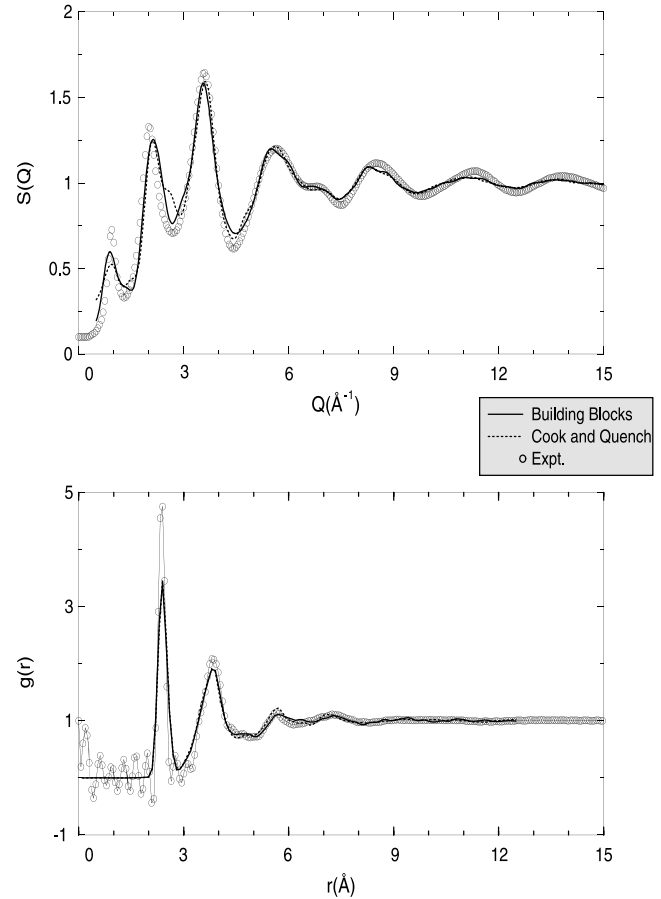 2
1.5
1
0.5
0
S(Q)
0 3 6 9 12 15
Q(Å⁻¹)
Building Blocks
Cook and Quench
Expt.
5
3
1
-1
g(r)
0 3 6 9 12 15
r(Å)